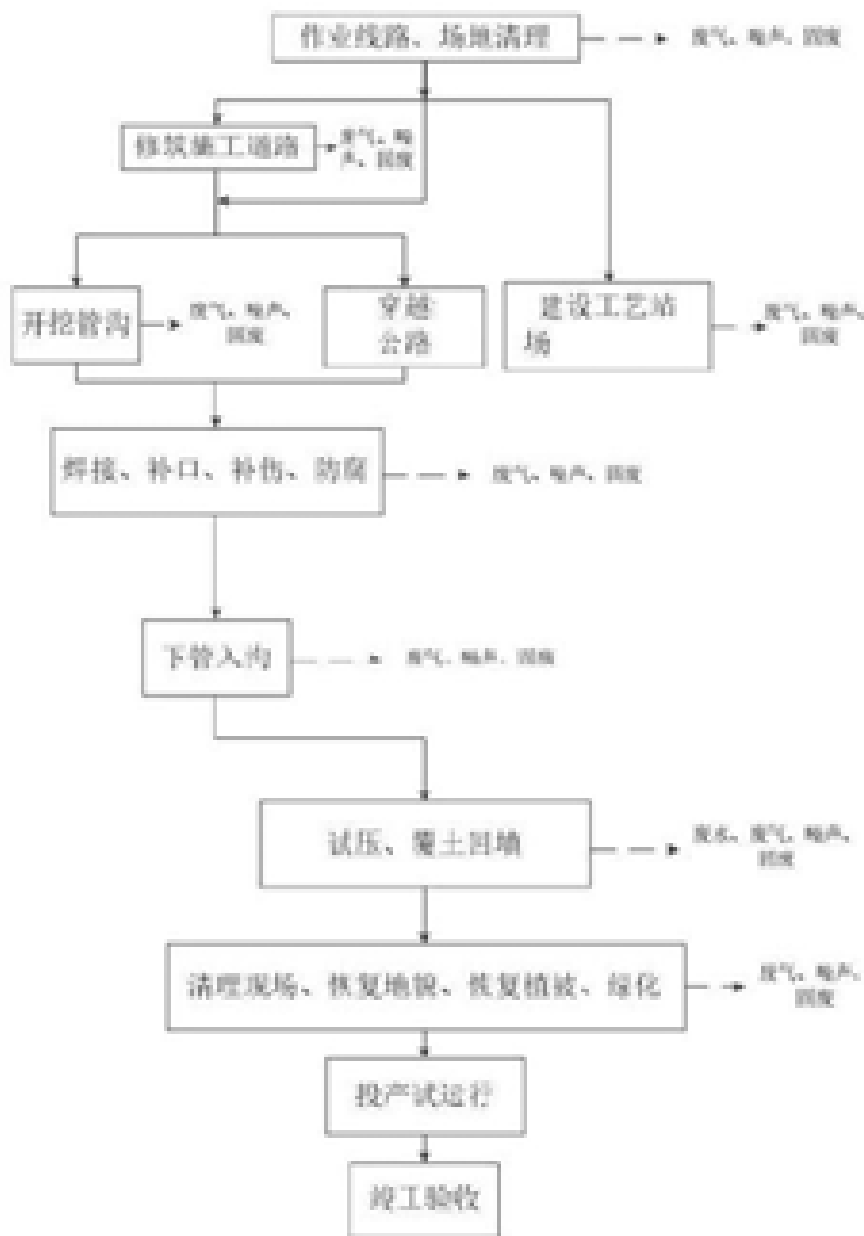 作业线路、场地清理
废气、噪声、固废
修筑施工道路
废气、噪
声、固废
开挖管沟
废气、噪声、
固废
穿越
公路
建设工艺站
场
废气、噪声、
固废
焊接、补口、补伤、防腐
废气、噪声、固废
下管入沟
废气、噪声、固废
试压、覆土回填
废水、废气、噪声、
固废
清理现场、恢复地貌、恢复植被、绿化
废气、噪声、
固废
投产试运行
竣工验收